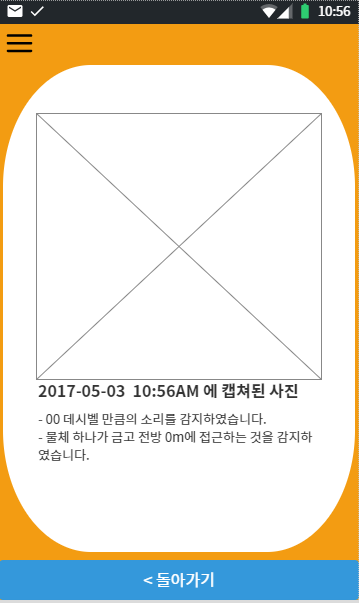 10:56
2017-05-03  10:56AM 에 캡쳐된 사진
- 00 데시벨 만큼의 소리를 감지하였습니다.
- 물체 하나가 금고 전방 0m에 접근하는 것을 감지하
였습니다.
< 돌아가기